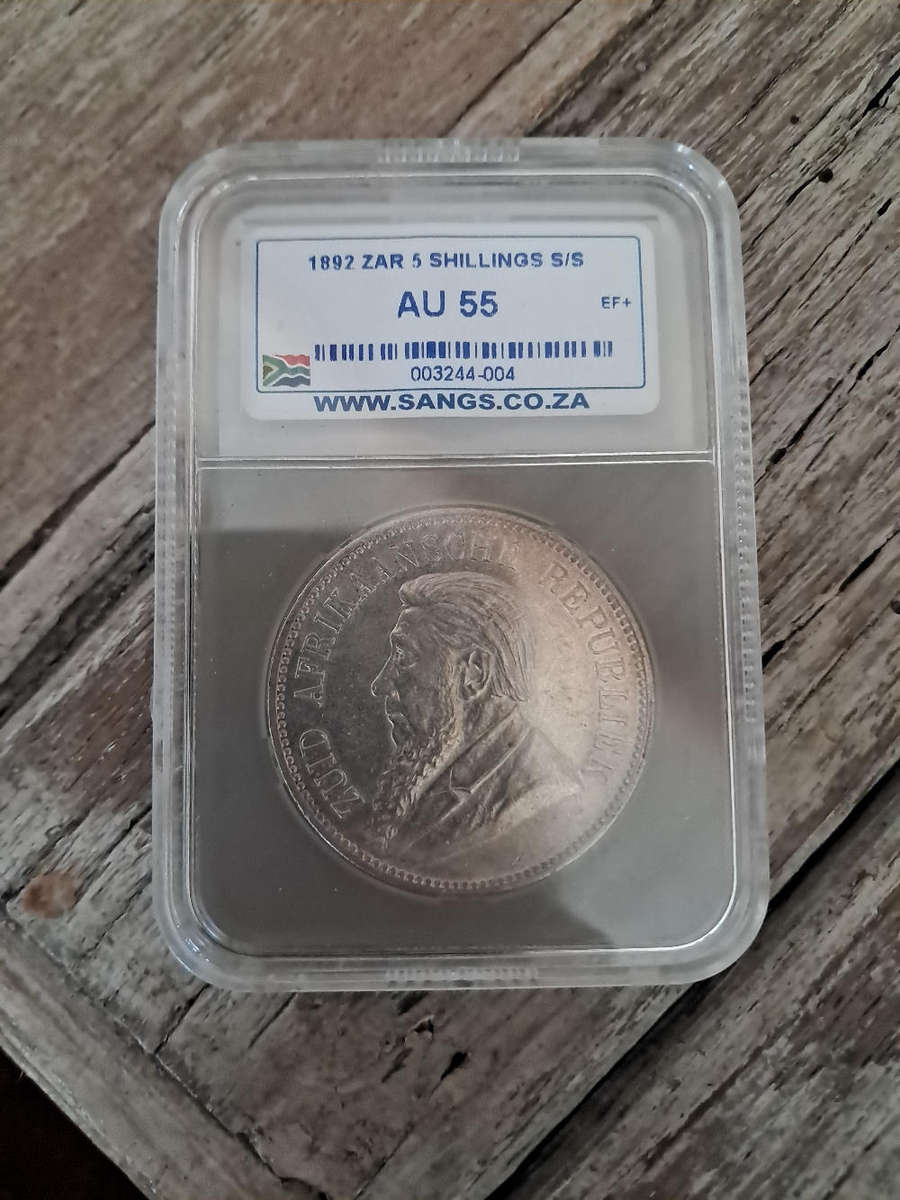 1892 ZAR 5 SHILLINGS S/S
AU 55
EF+
003244-004
WWW.SANGS.CO.ZA
ZUID AFRIKAANSCHE REPUBLIEK